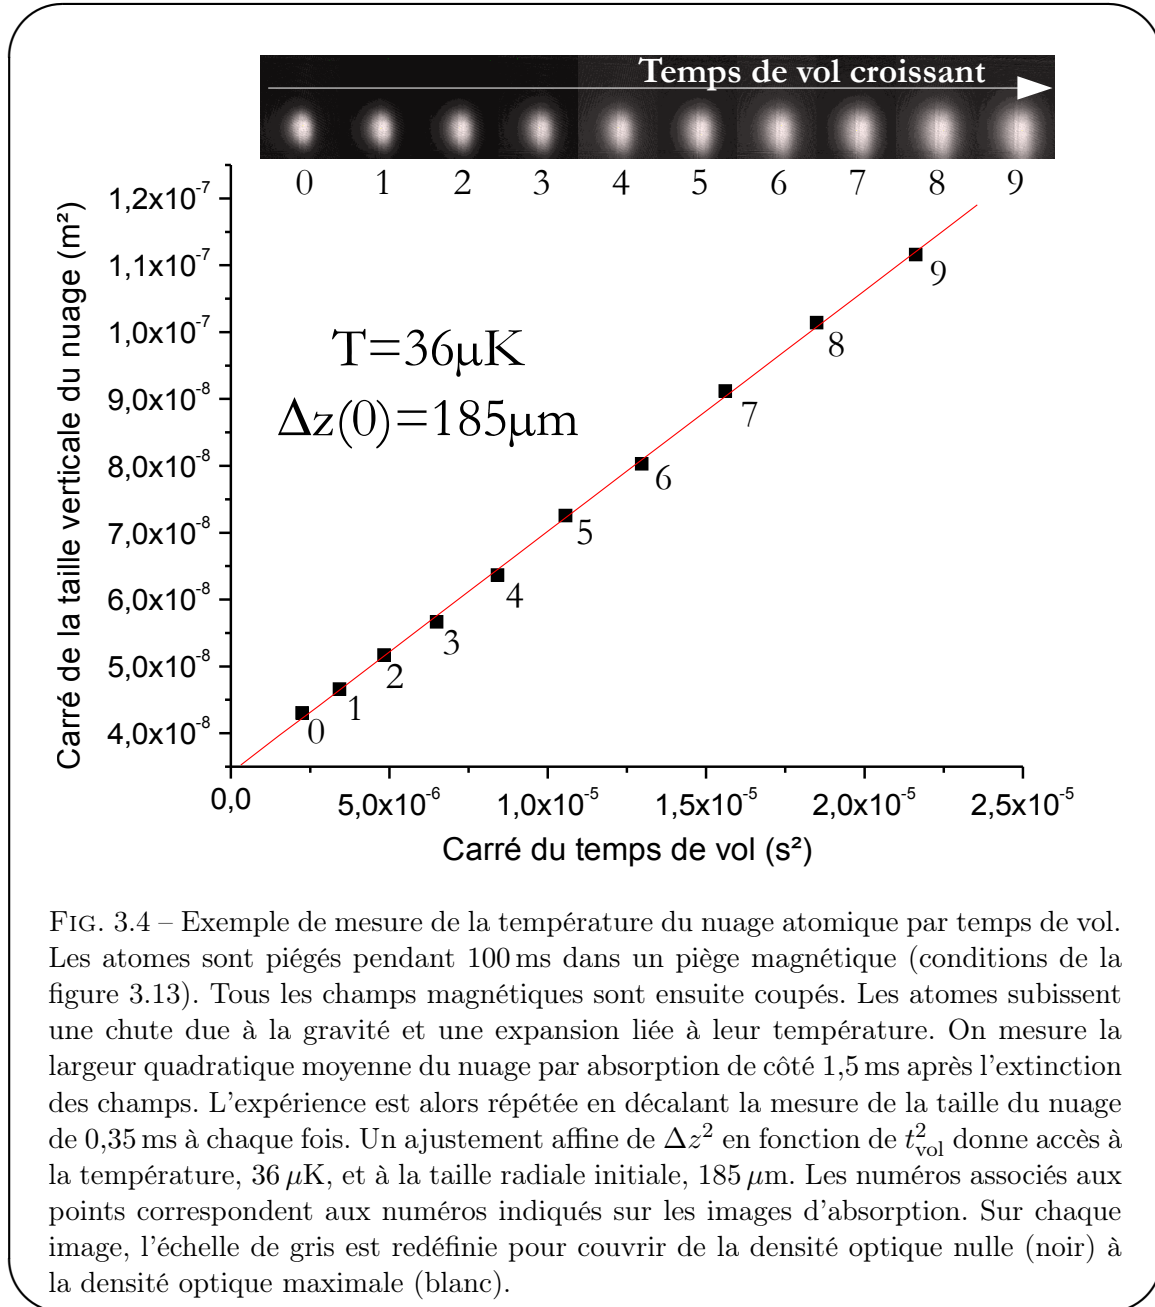 Temps de vol croissant
0 1 2 3 4 5 6 7 8 9
Carré de la taille verticale du nuage (m²)
1,2x10⁻⁷
1,1x10⁻⁷
1,0x10⁻⁷
9,0x10⁻⁸
8,0x10⁻⁸
7,0x10⁻⁸
6,0x10⁻⁸
5,0x10⁻⁸
4,0x10⁻⁸
T=36µK
Δz(0)=185µm
9
8
7
6
5
4
3
2
1
0
0,0 5,0x10⁻⁶ 1,0x10⁻⁵ 1,5x10⁻⁵ 2,0x10⁻⁵ 2,5x10⁻⁵
Carré du temps de vol (s²)
FIG. 3.4 – Exemple de mesure de la température du nuage atomique par temps de vol.
Les atomes sont piégés pendant 100 ms dans un piège magnétique (conditions de la
figure 3.13). Tous les champs magnétiques sont ensuite coupés. Les atomes subissent
une chute due à la gravité et une expansion liée à leur température. On mesure la
largeur quadratique moyenne du nuage par absorption de côté 1,5 ms après l'extinction
des champs. L'expérience est alors répétée en décalant la mesure de la taille du nuage
de 0,35 ms à chaque fois. Un ajustement affine de Δz² en fonction de t²vol donne accès à
la température, 36 µK, et à la taille radiale initiale, 185 µm. Les numéros associés aux
points correspondent aux numéros indiqués sur les images d'absorption. Sur chaque
image, l'échelle de gris est redéfinie pour couvrir de la densité optique nulle (noir) à
la densité optique maximale (blanc).